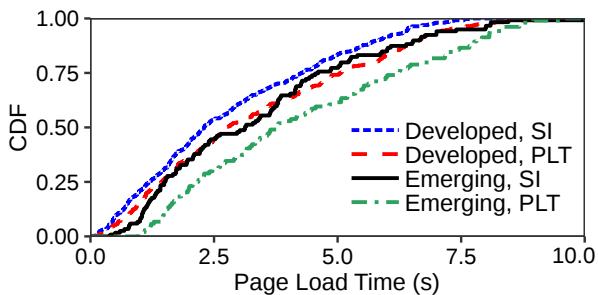 1.00
0.75
0.50
0.25
0.00
CDF
0.0
2.5
5.0
7.5
10.0
Page Load Time (s)
Developed, SI
Developed, PLT
Emerging, SI
Emerging, PLT